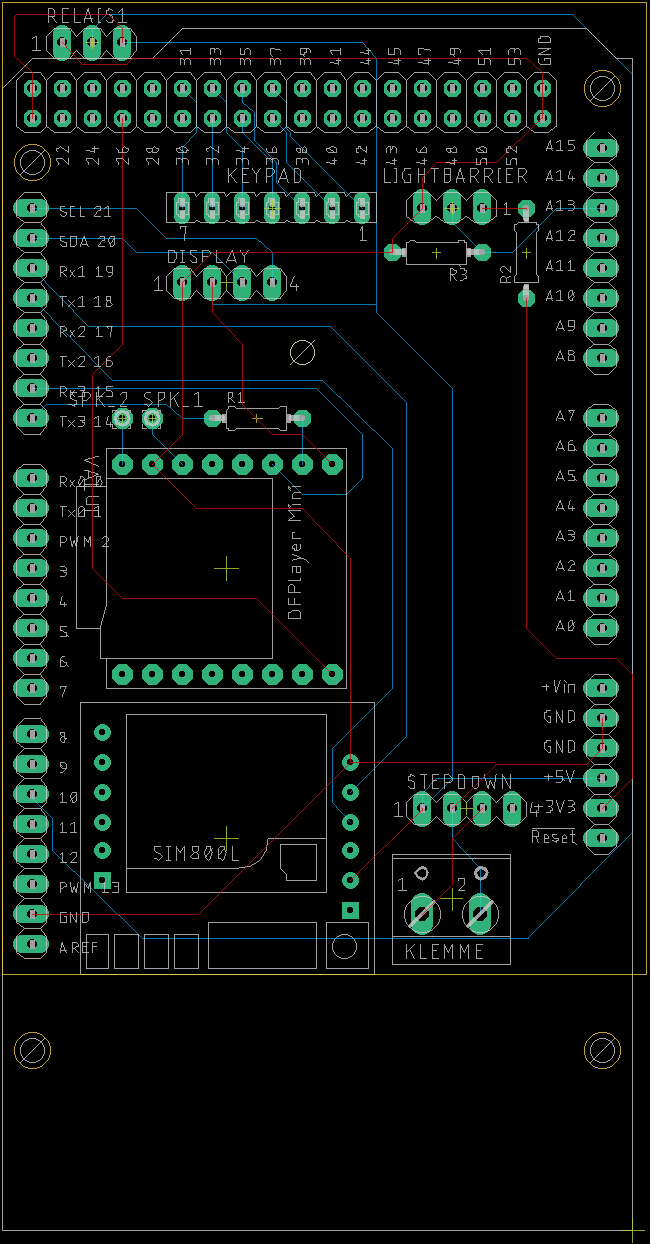 RELAIS1
1
31 33 35 37 39 41 44 45 47 49 51 53 GND
22 24 26 28 30 32 34 36 38 40 42 43 46 48 50 52
KEYPAD
7 1
LIGHTBARRIER
1
A15
A14
A13
A12
A11
A10
A9
A8
A7
A6
A5
A4
A3
A2
A1
A0
SCL 21
SDA 20
Rx1 19
Tx1 18
Rx2 17
Tx2 16
Rx3 15
Tx3 14
DISPLAY
1 4
R3
R2
SPK_2 SPK_1
R1
Rx0 0
Tx0 1
PWM 2
3
4
5
6
7
DFPlayer Mini
+Vin
GND
GND
+5V
+3V3
Reset
8
9
10
11
12
PWM 13
GND
AREF
STEPDOWN
1 4
SIM800L
1 2
KLEMME